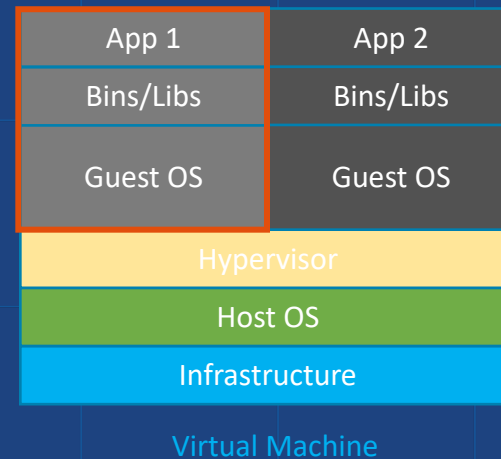 App 1 App 2
Bins/Libs Bins/Libs
Guest OS Guest OS
Hypervisor
Host OS
Infrastructure
Virtual Machine